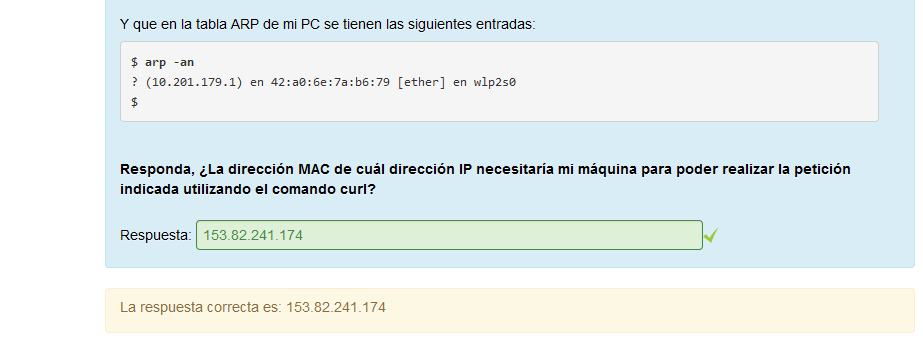 Y que en la tabla ARP de mi PC se tienen las siguientes entradas:
$ arp -an
? (10.201.179.1) en 42:a0:6e:7a:b6:79 [ether] en wlp2s0
$
Responda, ¿La dirección MAC de cuál dirección IP necesitaría mi máquina para poder realizar la petición
indicada utilizando el comando curl?
Respuesta: 153.82.241.174
La respuesta correcta es: 153.82.241.174